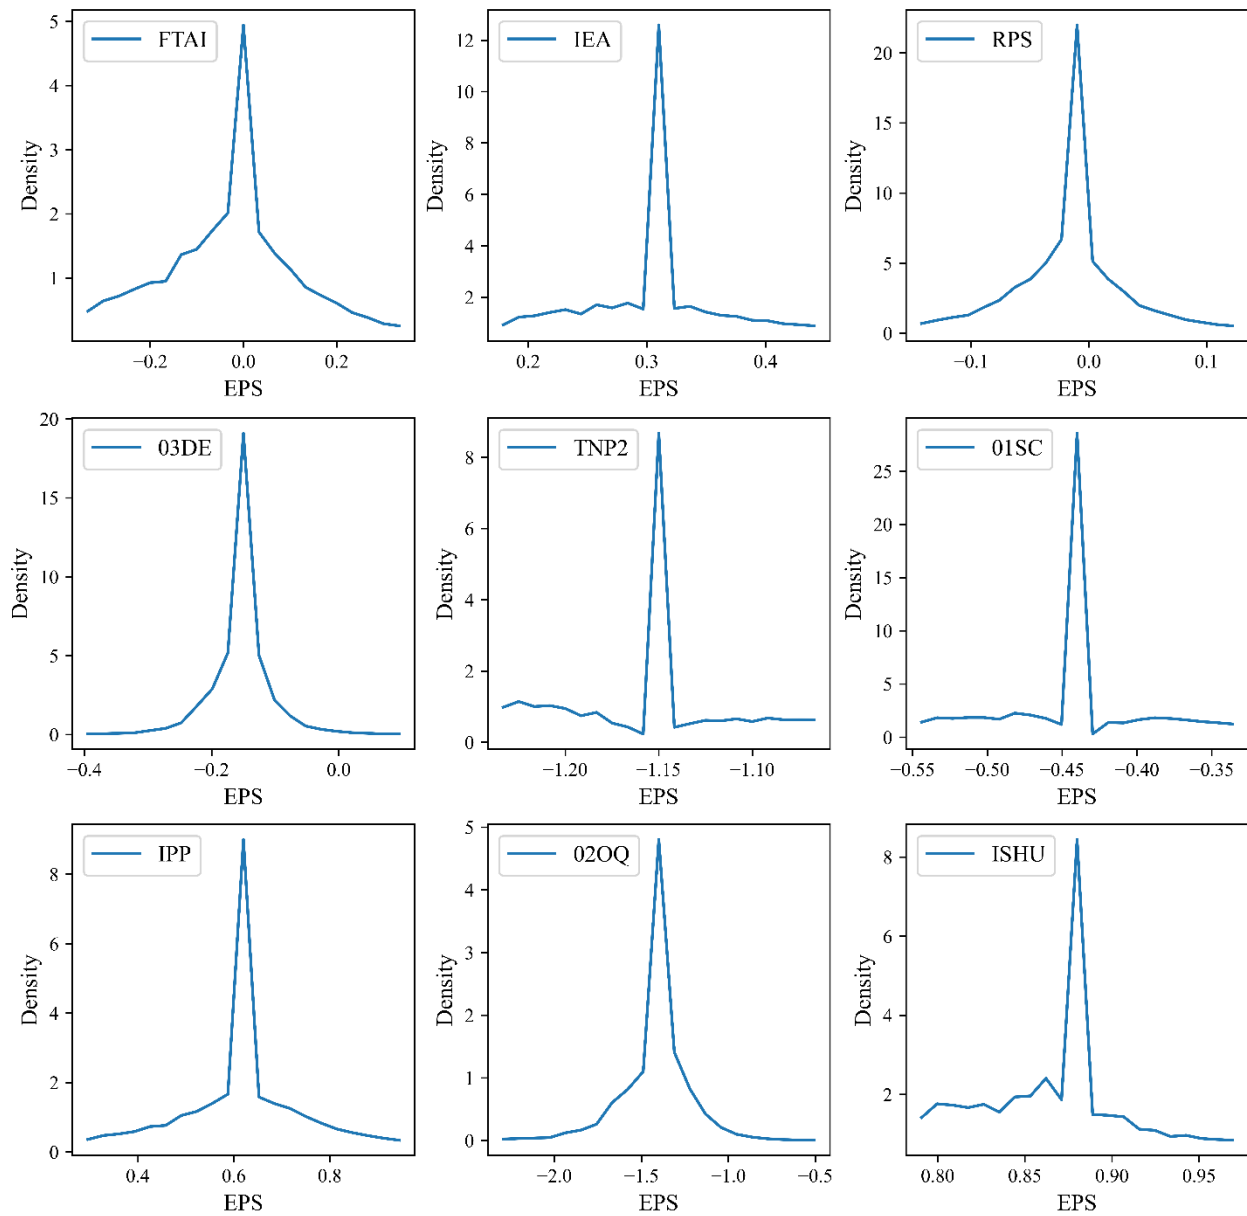 FTAI
5
4
3
2
1
Density
−0.2
0.0
0.2
EPS
IEA
12
10
8
6
4
2
Density
0.2
0.3
0.4
EPS
RPS
20
15
10
5
0
Density
−0.1
0.0
0.1
EPS
03DE
20
15
10
5
0
Density
−0.4
−0.2
0.0
EPS
TNP2
8
6
4
2
0
Density
−1.20
−1.15
−1.10
EPS
01SC
25
20
15
10
5
0
Density
−0.55
−0.50
−0.45
−0.40
−0.35
EPS
IPP
8
6
4
2
0
Density
0.4
0.6
0.8
EPS
02OQ
5
4
3
2
1
0
Density
−2.0
−1.5
−1.0
−0.5
EPS
ISHU
8
6
4
2
Density
0.80
0.85
0.90
0.95
EPS